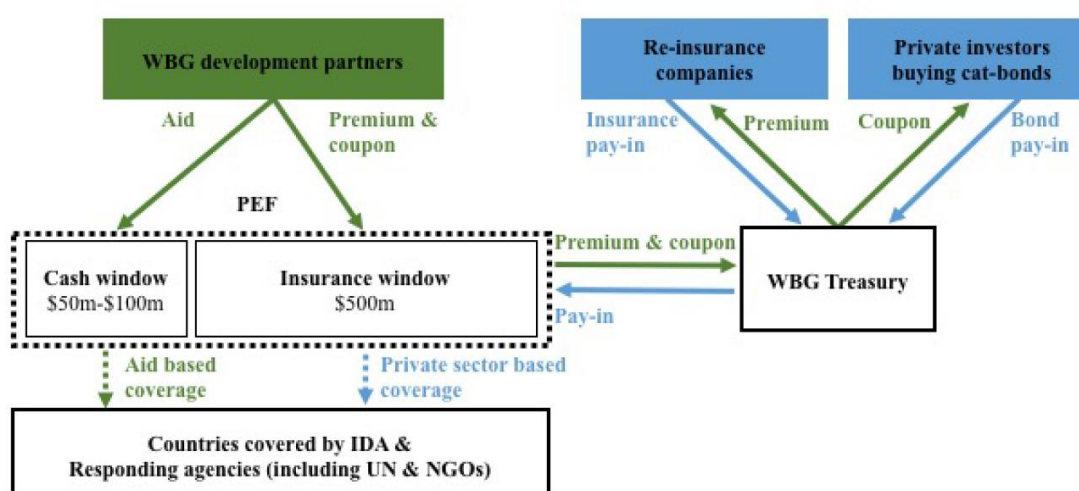 WBG development partners
Re-insurance
companies
Private investors
buying cat-bonds
Aid
Premium &
coupon
Insurance
pay-in
Premium
Coupon
Bond
pay-in
PEF
Cash window
$50m-$100m
Insurance window
$500m
Premium & coupon
Pay-in
WBG Treasury
Aid based
coverage
Private sector based
coverage
Countries covered by IDA &
Responding agencies (including UN & NGOs)